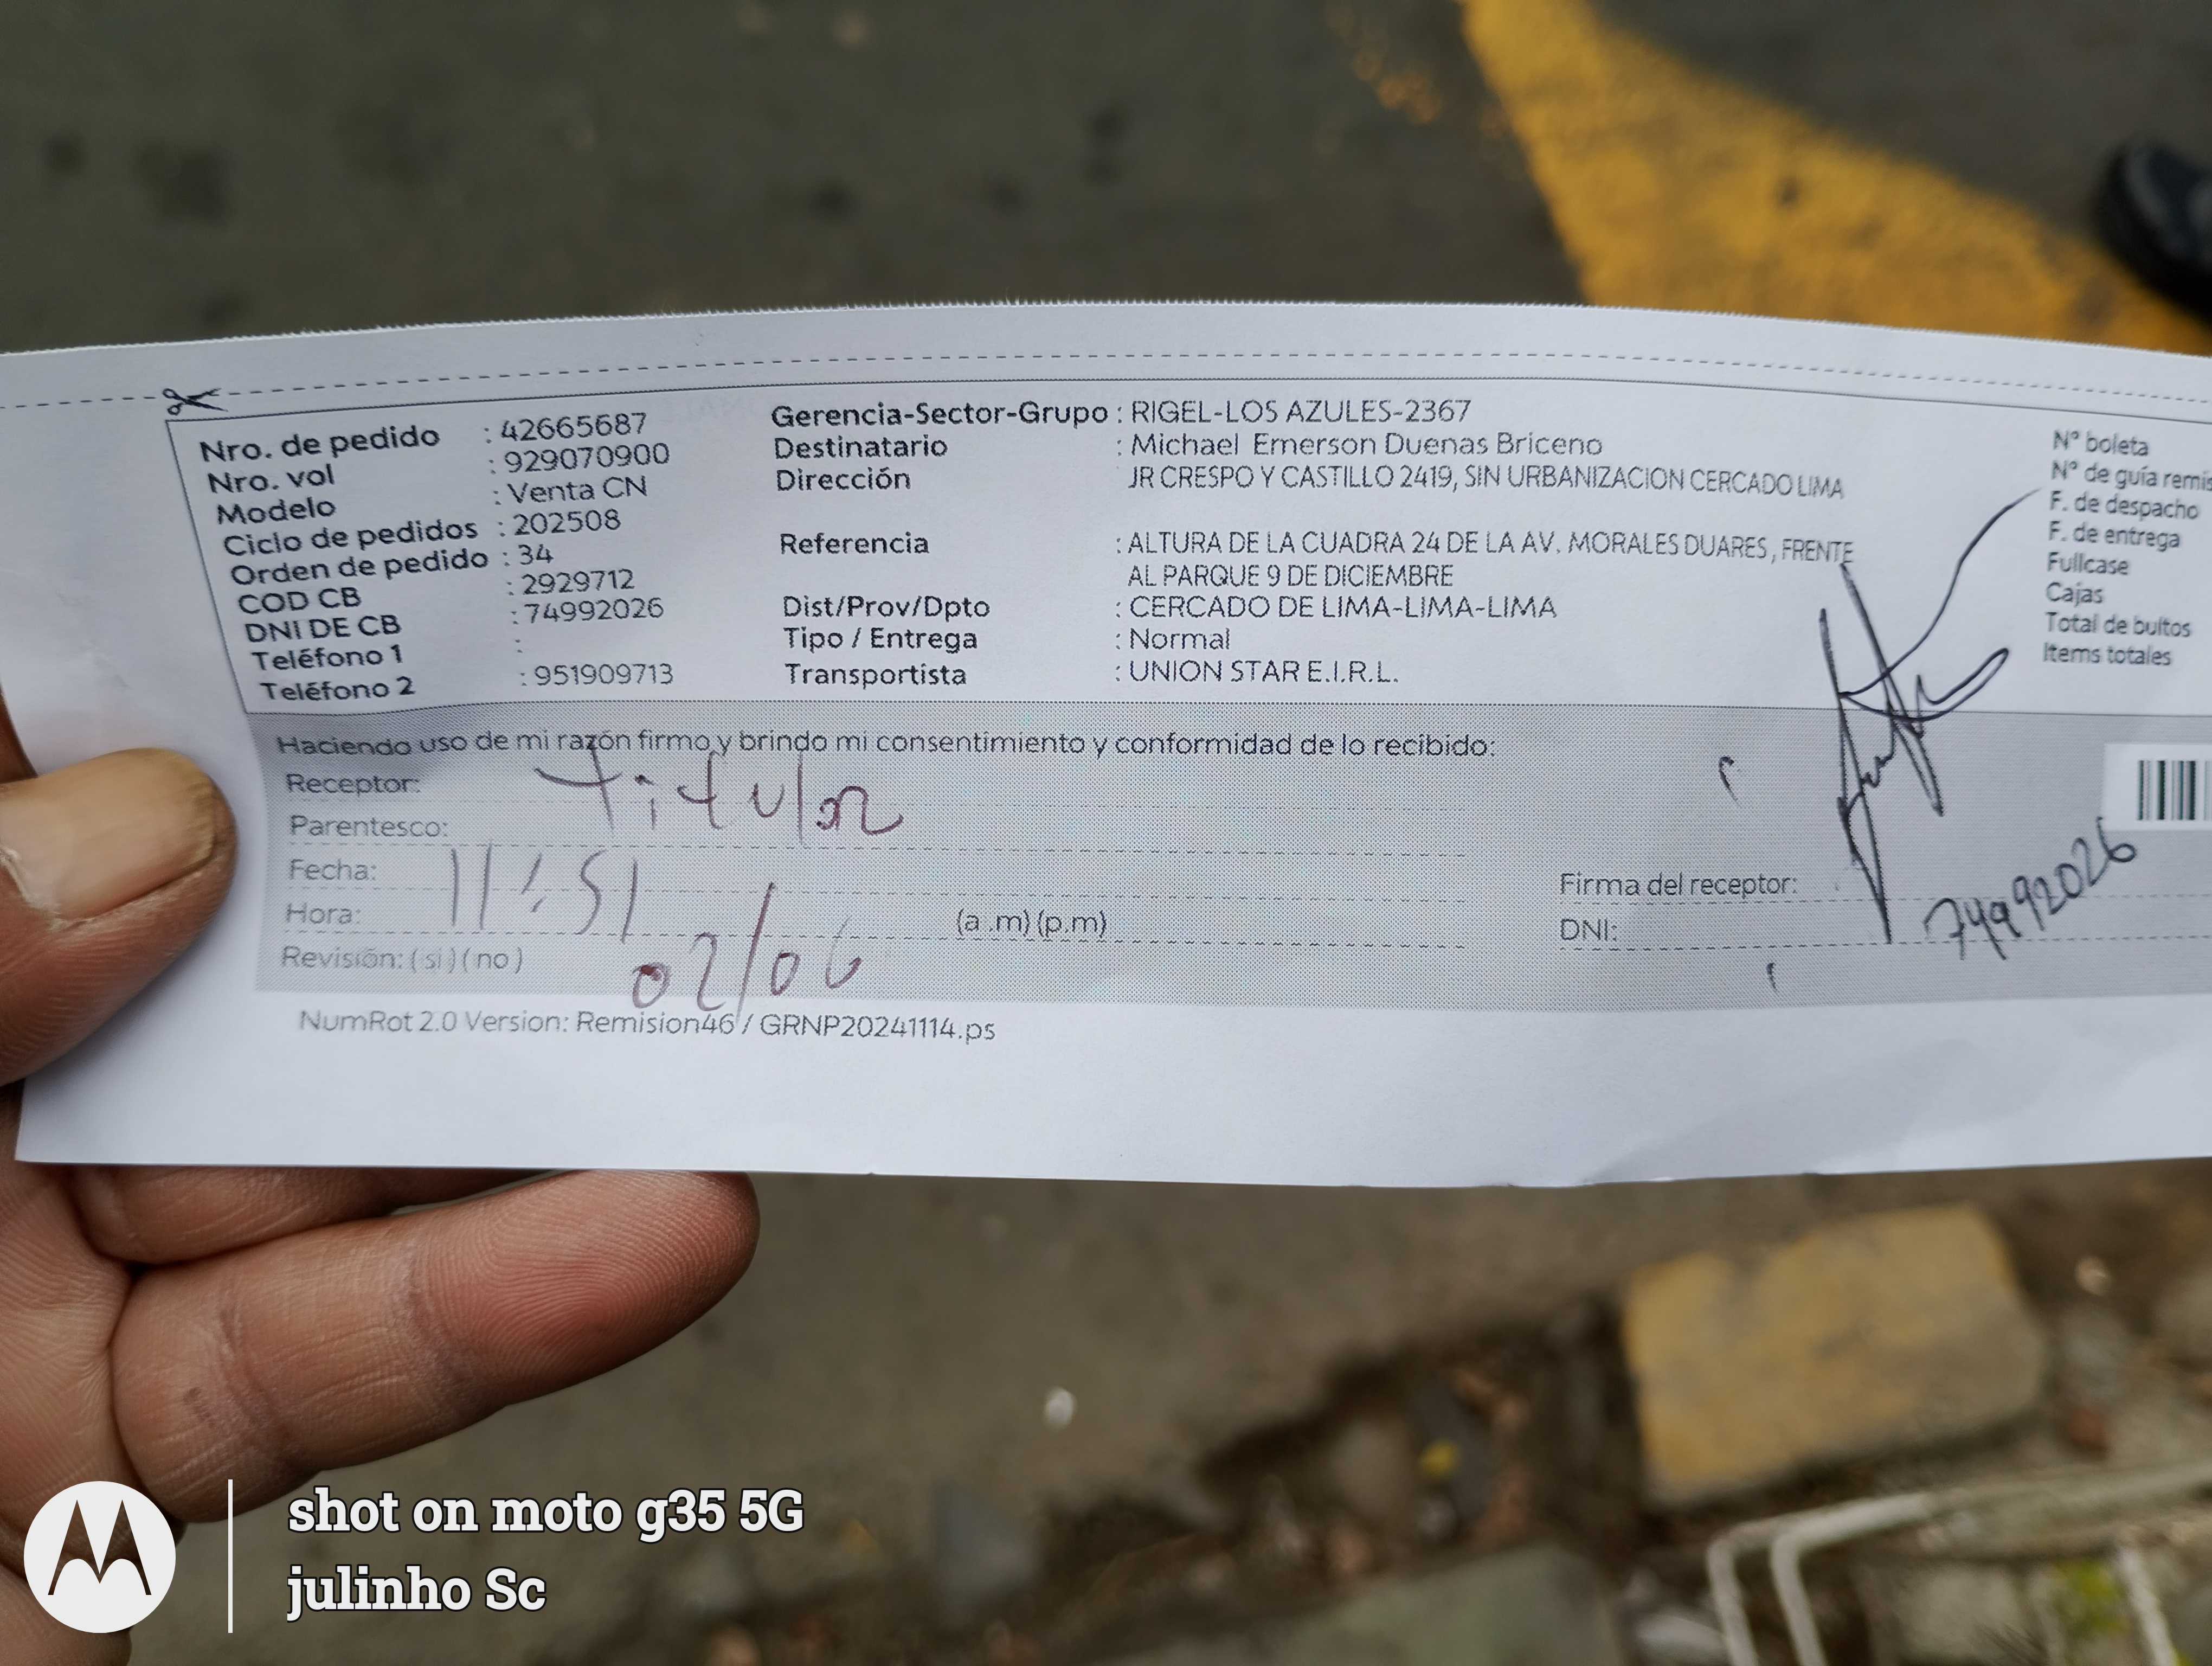 Nro. de pedido : 42665687
Nro. vol : 929070900
Modelo : Venta CN
Ciclo de pedidos : 202508
Orden de pedido : 34
COD CB : 2929712
DNI DE CB : 74992026
Teléfono 1 :
Teléfono 2 : 951909713
Gerencia-Sector-Grupo : RIGEL-LOS AZULES-2367
Destinatario : Michael Emerson Duenas Briceno
Dirección : JR CRESPO Y CASTILLO 2419, SIN URBANIZACION CERCADO LIMA
Referencia : ALTURA DE LA CUADRA 24 DE LA AV. MORALES DUARES, FRENTE
AL PARQUE 9 DE DICIEMBRE
Dist/Prov/Dpto : CERCADO DE LIMA-LIMA-LIMA
Tipo / Entrega : Normal
Transportista : UNION STAR E.I.R.L.
N° boleta
N° de guía remis
F. de despacho
F. de entrega
Fullcase
Cajas
Total de bultos
Items totales
Haciendo uso de mi razón firmo y brindo mi consentimiento y conformidad de lo recibido:
Receptor: titular
Parentesco:
Fecha: 11:51
Hora: (a .m) (p.m)
Revisión: (si) (no) 02/06
Firma del receptor:
DNI: 74992026
NumRot 2.0 Version: Remision46 / GRNP20241114.ps
shot on moto g35 5G
julinho Sc